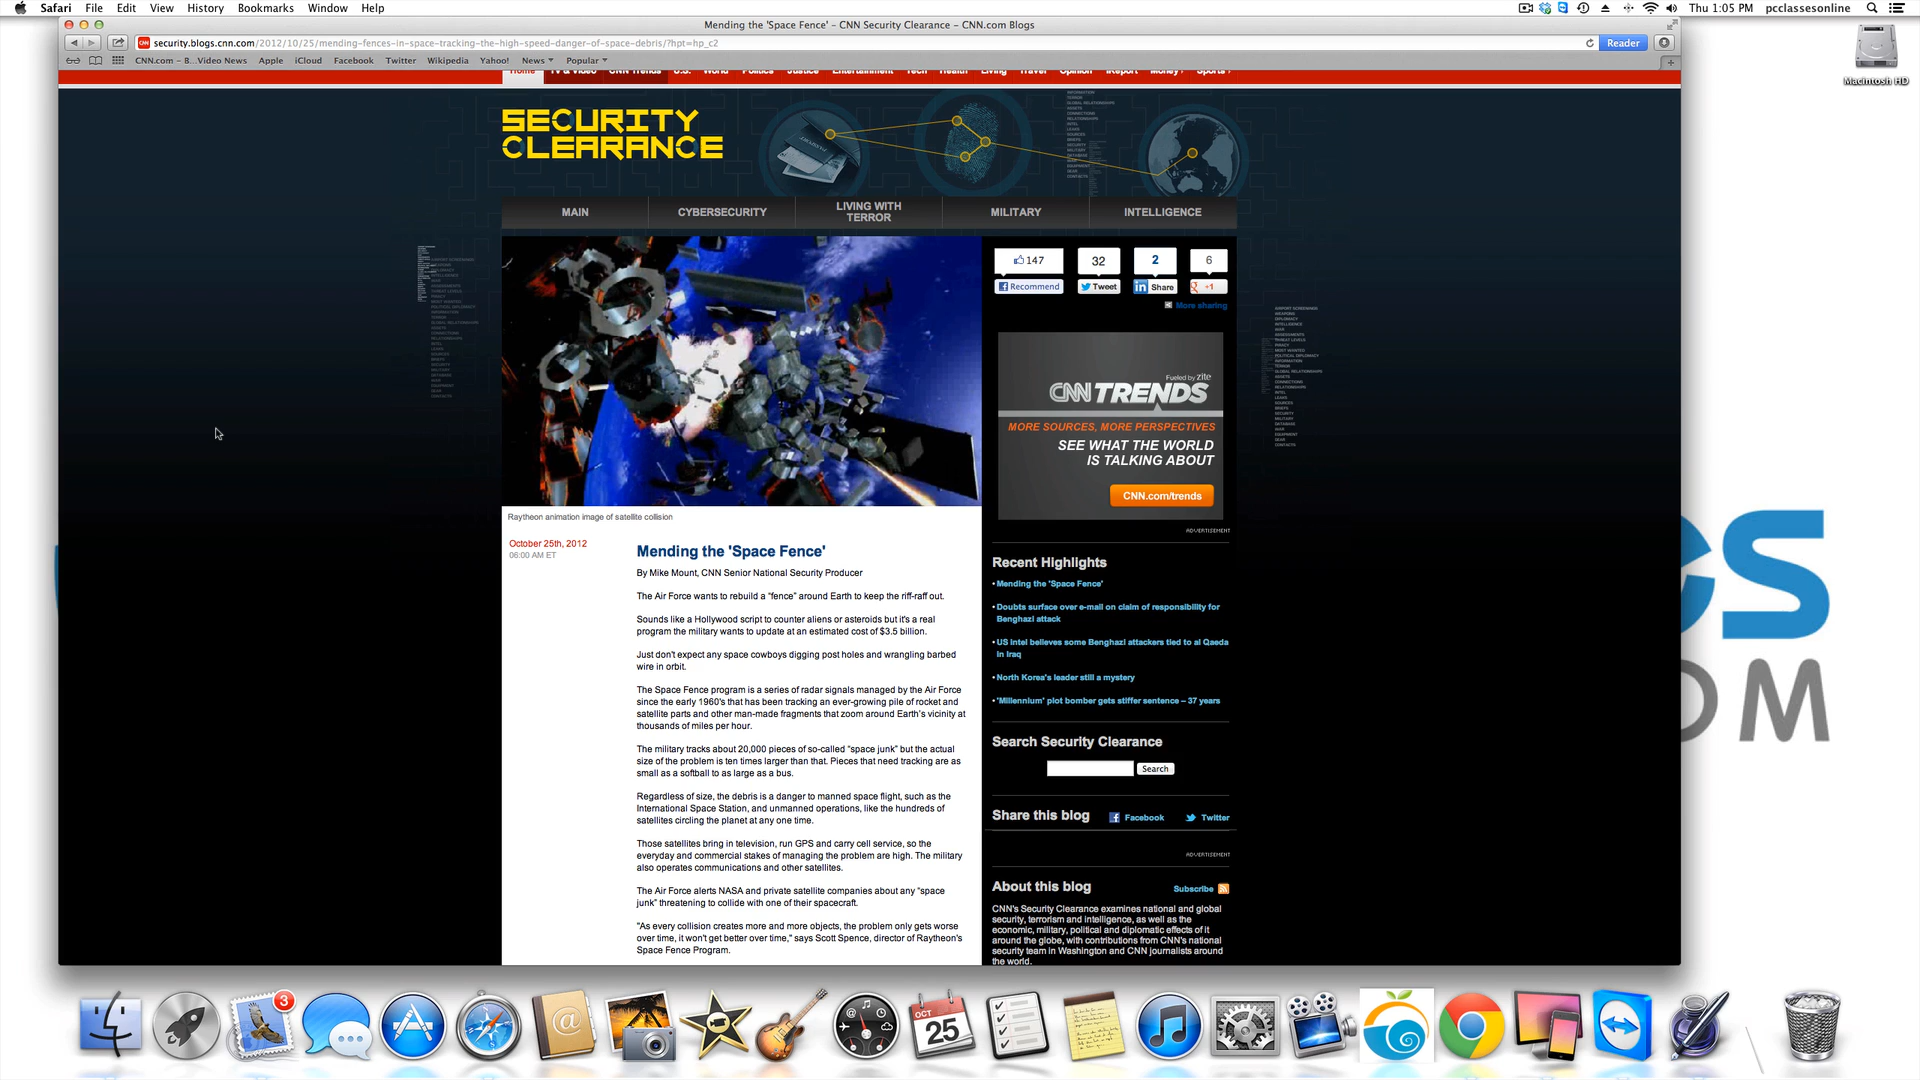 Safari File Edit View History Bookmarks Window Help
Thu 1:05 PM pcclassesonline
Mending the 'Space Fence' – CNN Security Clearance - CNN.com Blogs
security.blogs.cnn.com/2012/10/25/mending-fences-in-space-tracking-the-high-speed-danger-of-space-debris/?hpt=hp_c2
Reader
CNN.com – B...Video News Apple iCloud Facebook Twitter Wikipedia Yahoo! News Popular
Macintosh HD
Home TV & Video CNN Trends U.S. World Politics Justice Entertainment Tech Health Living Travel Opinion iReport Money Sports
SECURITY
CLEARANCE
PASSPORT
MAIN
CYBERSECURITY
LIVING WITH
TERROR
MILITARY
INTELLIGENCE
147
32
2
6
Recommend
Tweet
in Share
+1
More sharing
Fueled by zite
CNN TRENDS
MORE SOURCES, MORE PERSPECTIVES
SEE WHAT THE WORLD
IS TALKING ABOUT
CNN.com/trends
ADVERTISEMENT
Raytheon animation image of satellite collision
October 25th, 2012
06:00 AM ET
Mending the 'Space Fence'
By Mike Mount, CNN Senior National Security Producer
The Air Force wants to rebuild a “fence” around Earth to keep the riff-raff out.
Sounds like a Hollywood script to counter aliens or asteroids but it's a real
program the military wants to update at an estimated cost of $3.5 billion.
Just don't expect any space cowboys digging post holes and wrangling barbed
wire in orbit.
The Space Fence program is a series of radar signals managed by the Air Force
since the early 1960's that has been tracking an ever-growing pile of rocket and
satellite parts and other man-made fragments that zoom around Earth's vicinity at
thousands of miles per hour.
The military tracks about 20,000 pieces of so-called “space junk” but the actual
size of the problem is ten times larger than that. Pieces that need tracking are as
small as a softball to as large as a bus.
Regardless of size, the debris is a danger to manned space flight, such as the
International Space Station, and unmanned operations, like the hundreds of
satellites circling the planet at any one time.
Those satellites bring in television, run GPS and carry cell service, so the
everyday and commercial stakes of managing the problem are high. The military
also operates communications and other satellites.
The Air Force alerts NASA and private satellite companies about any “space
junk” threatening to collide with one of their spacecraft.
"As every collision creates more and more objects, the problem only gets worse
over time, it won't get better over time," says Scott Spence, director of Raytheon's
Space Fence Program.
Recent Highlights
• Mending the 'Space Fence'
• Doubts surface over e-mail on claim of responsibility for
Benghazi attack
• US intel believes some Benghazi attackers tied to al Qaeda
in Iraq
• North Korea's leader still a mystery
• 'Millennium' plot bomber gets stiffer sentence – 37 years
Search Security Clearance
Search
Share this blog Facebook Twitter
ADVERTISEMENT
About this blog
Subscribe
CNN's Security Clearance examines national and global
security, terrorism and intelligence, as well as the
economic, military, political and diplomatic effects of it
around the globe, with contributions from CNN's national
security team in Washington and CNN journalists around
the world.
3
OCT
25